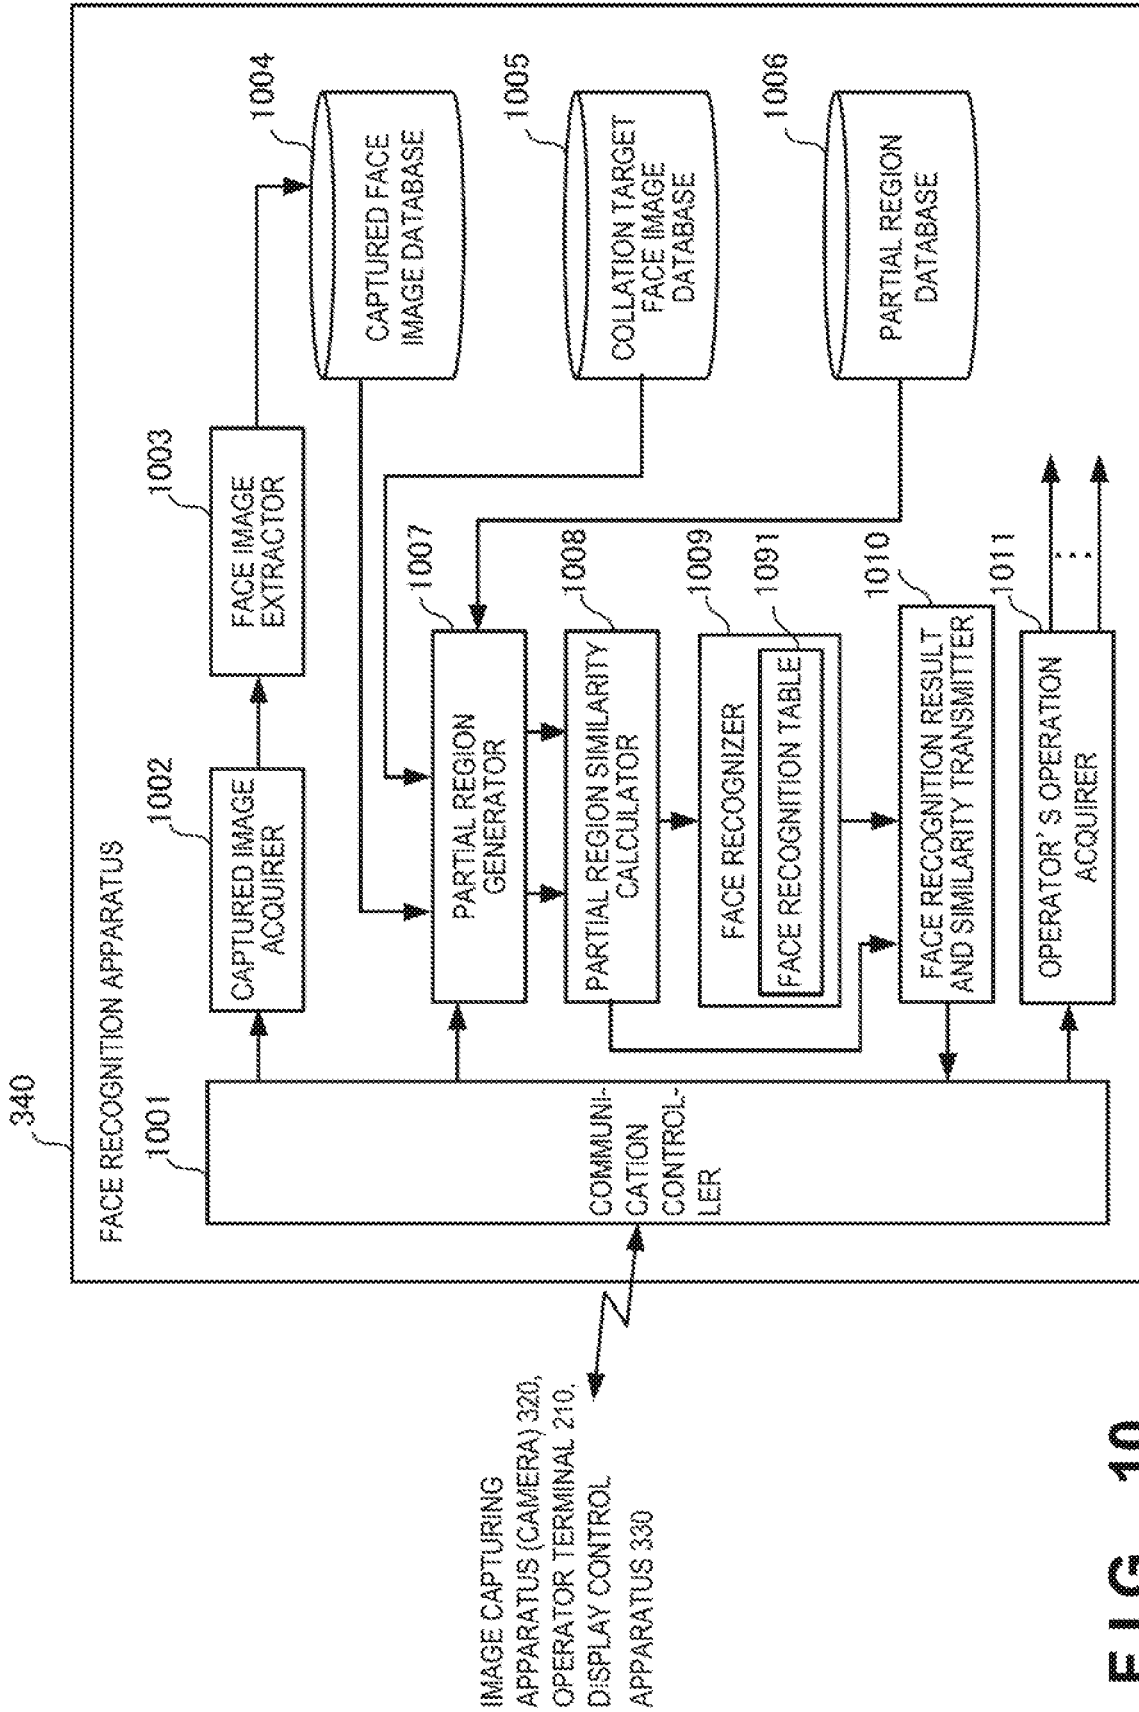 340
FACE RECOGNITION APPARATUS
1001
COMMUNI-
CATION
CONTROL-
LER
IMAGE CAPTURING
APPARATUS (CAMERA) 320,
OPERATOR TERMINAL 210,
DISPLAY CONTROL
APPARATUS 330
1002
CAPTURED IMAGE
ACQUIRER
1003
FACE IMAGE
EXTRACTOR
1004
CAPTURED FACE
IMAGE DATABASE
1005
COLLATION TARGET
FACE IMAGE
DATABASE
1006
PARTIAL REGION
DATABASE
1007
PARTIAL REGION
GENERATOR
1008
PARTIAL REGION SIMILARITY
CALCULATOR
1009
FACE RECOGNIZER
1091
FACE RECOGNITION TABLE
1010
FACE RECOGNITION RESULT
AND SIMILARITY TRANSMITTER
1011
OPERATOR'S OPERATION
ACQUIRER
FIG. 10